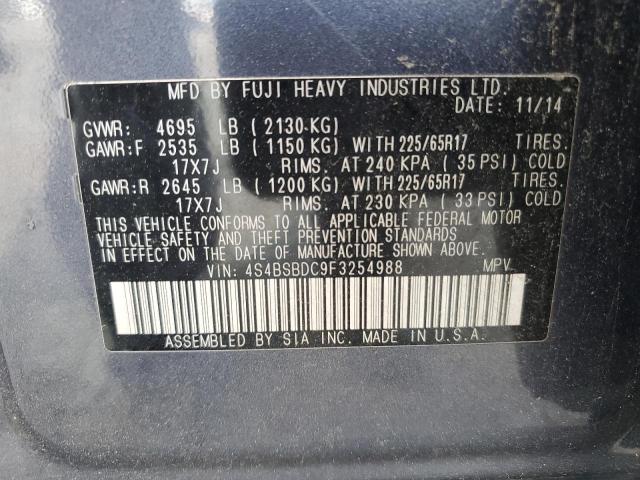 MFD BY FUJI HEAVY INDUSTRIES LTD.
DATE: 11/14
GVWR: 4695 LB ( 2130 KG)
GAWR:F 2535 LB ( 1150 KG) WITH 225/65R17 TIRES.
17X7J RIMS. AT 240 KPA ( 35 PSI) COLD
GAWR:R 2645 LB ( 1200 KG) WITH 225/65R17 TIRES.
17X7J RIMS. AT 230 KPA ( 33 PSI) COLD
THIS VEHICLE CONFORMS TO ALL APPLICABLE FEDERAL MOTOR
VEHICLE SAFETY AND THEFT PREVENTION STANDARDS
IN EFFECT ON THE DATE OF MANUFACTURE SHOWN ABOVE.
VIN: 4S4BSBDC9F3254988 MPV
ASSEMBLED BY SIA INC. MADE IN U.S.A.